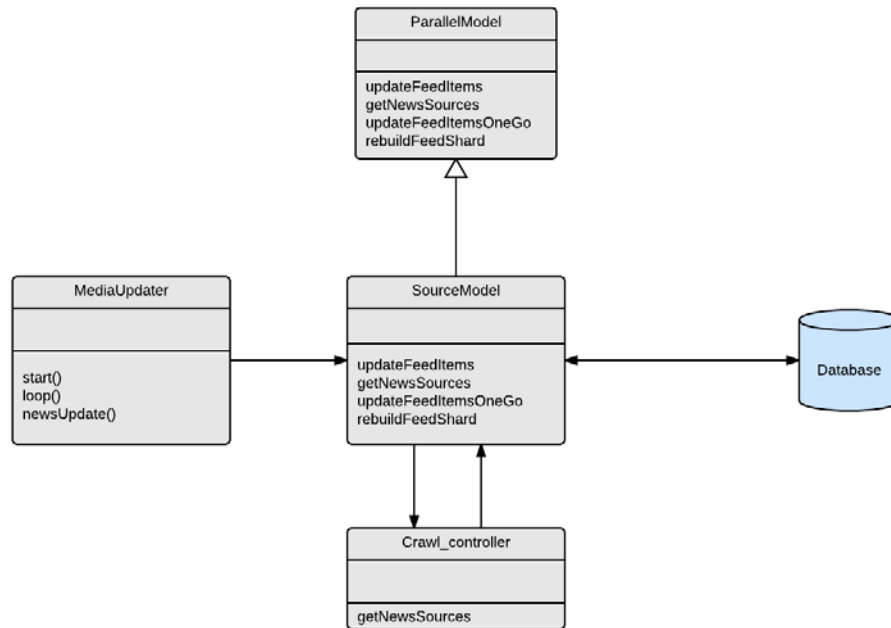 ParallelModel
updateFeedItems
getNewsSources
updateFeedItemsOneGo
rebuildFeedShard
MediaUpdater
start()
loop()
newsUpdate()
SourceModel
updateFeedItems
getNewsSources
updateFeedItemsOneGo
rebuildFeedShard
Database
Crawl_controller
getNewsSources